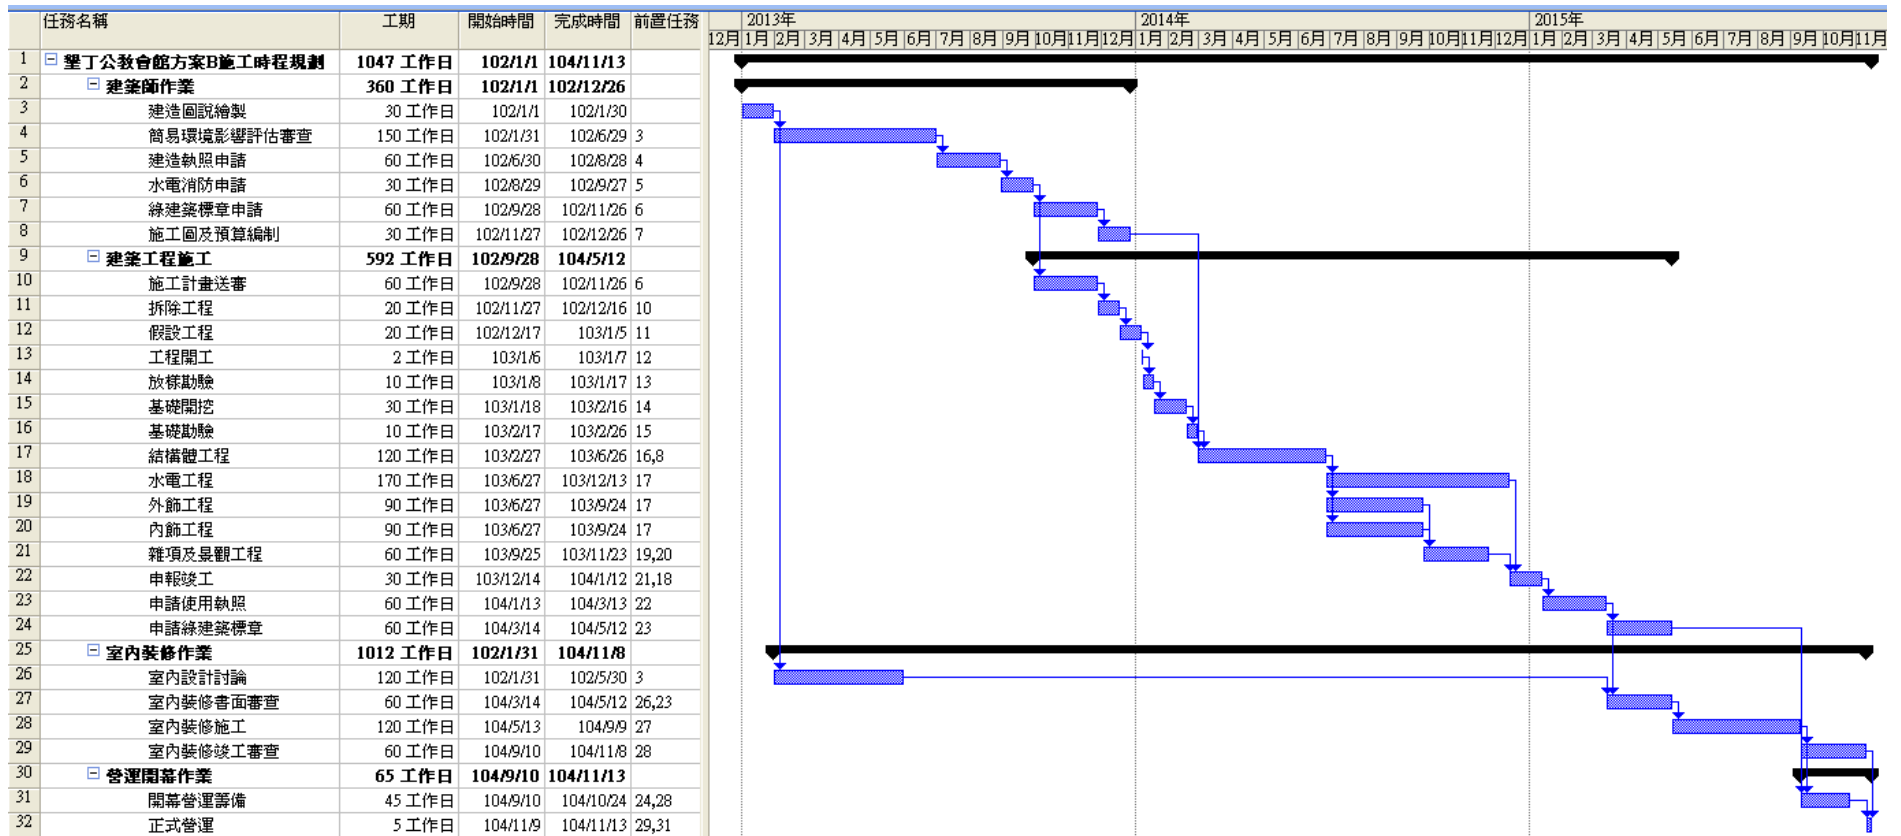 任務名稱 工期 開始時間 完成時間 前置任務 2013年 2014年 2015年
12月 1月 2月 3月 4月 5月 6月 7月 8月 9月 10月 11月 12月 1月 2月 3月 4月 5月 6月 7月 8月 9月 10月 11月 12月 1月 2月 3月 4月 5月 6月 7月 8月 9月 10月 11月
1 墾丁公教會館方案B施工時程規劃 1047 工作日 102/1/1 104/11/13
2 建築師作業 360 工作日 102/1/1 102/12/26
3 建造圖說繪製 30 工作日 102/1/1 102/1/30
4 簡易環境影響評估審查 150 工作日 102/1/31 102/6/29 3
5 建造執照申請 60 工作日 102/6/30 102/8/28 4
6 水電消防申請 30 工作日 102/8/29 102/9/27 5
7 綠建築標章申請 60 工作日 102/9/28 102/11/26 6
8 施工圖及預算編制 30 工作日 102/11/27 102/12/26 7
9 建築工程施工 592 工作日 102/9/28 104/5/12
10 施工計畫送審 60 工作日 102/9/28 102/11/26 6
11 拆除工程 20 工作日 102/11/27 102/12/16 10
12 假設工程 20 工作日 102/12/17 103/1/5 11
13 工程開工 2 工作日 103/1/6 103/1/7 12
14 放樣勘驗 10 工作日 103/1/8 103/1/17 13
15 基礎開挖 30 工作日 103/1/18 103/2/16 14
16 基礎勘驗 10 工作日 103/2/17 103/2/26 15
17 結構體工程 120 工作日 103/2/27 103/6/26 16,8
18 水電工程 170 工作日 103/6/27 103/12/13 17
19 外飾工程 90 工作日 103/6/27 103/9/24 17
20 內飾工程 90 工作日 103/6/27 103/9/24 17
21 雜項及景觀工程 60 工作日 103/9/25 103/11/23 19,20
22 申報竣工 30 工作日 103/12/14 104/1/12 21,18
23 申請使用執照 60 工作日 104/1/13 104/3/13 22
24 申請綠建築標章 60 工作日 104/3/14 104/5/12 23
25 室內裝修作業 1012 工作日 102/1/31 104/11/8
26 室內設計討論 120 工作日 102/1/31 102/5/30 3
27 室內裝修書面審查 60 工作日 104/3/14 104/5/12 26,23
28 室內裝修施工 120 工作日 104/5/13 104/9/9 27
29 室內裝修竣工審查 60 工作日 104/9/10 104/11/8 28
30 營運開幕作業 65 工作日 104/9/10 104/11/13
31 開幕營運籌備 45 工作日 104/9/10 104/10/24 24,28
32 正式營運 5 工作日 104/11/9 104/11/13 29,31